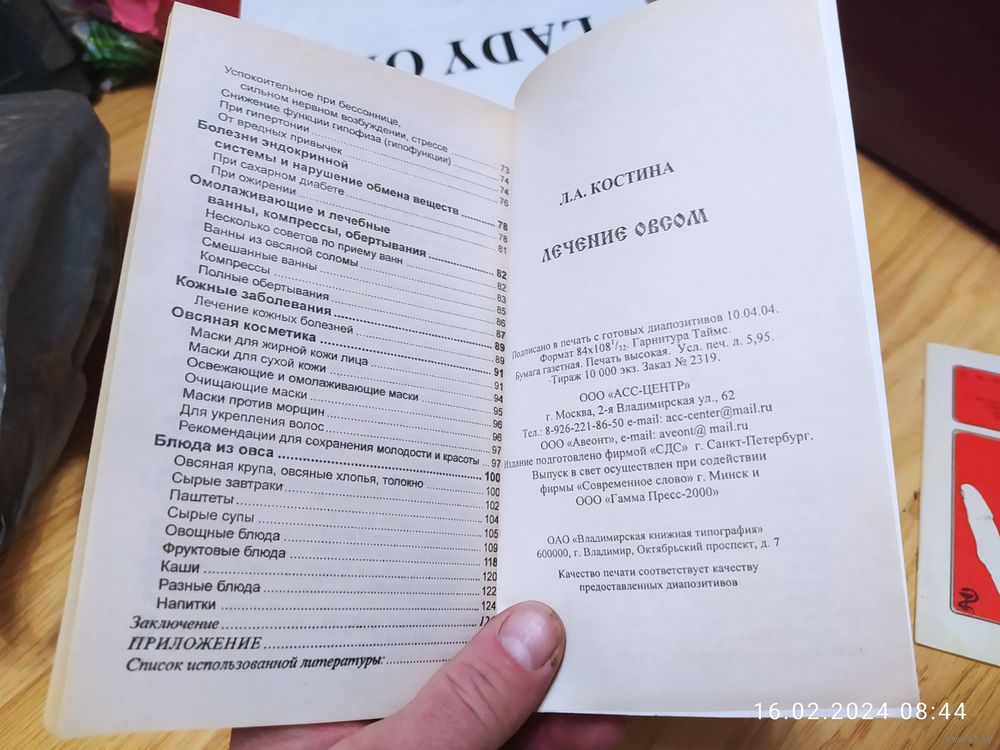 LADY
Успокоительное при бессоннице,
сильном нервном возбуждении, стрессе 73
Снижение функции гипофиза (гипофункции) 74
При гипертонии 74
От вредных привычек 76
Болезни эндокринной
системы и нарушение обмена веществ 78
При сахарном диабете 78
При ожирении 81
Омолаживающие и лечебные
ванны, компрессы, обертывания 82
Несколько советов по приему ванн 82
Ванны из овсяной соломы 83
Смешанные ванны 85
Компрессы 86
Полные обертывания 87
Кожные заболевания 89
Лечение кожных болезней 89
Овсяная косметика 91
Маски для жирной кожи лица 91
Маски для сухой кожи 94
Освежающие и омолаживающие маски 95
Очищающие маски 96
Маски против морщин 96
Для укрепления волос 97
Рекомендации для сохранения молодости и красоты 97
Блюда из овса 100
Овсяная крупа, овсяные хлопья, толокно 100
Сырые завтраки 102
Паштеты 104
Сырые супы 105
Овощные блюда 109
Фруктовые блюда 118
Каши 120
Разные блюда 122
Напитки 124
Заключение
ПРИЛОЖЕНИЕ
Список использованной литературы:
Л.А. КОСТИНА
ЛЕЧЕНИЕ ОВСОМ
Подписано в печать с готовых диапозитивов 10.04.04.
Формат 84х108 1/32. Гарнитура Таймс.
Бумага газетная. Печать высокая. Усл. печ. л. 5,95.
Тираж 10 000 экз. Заказ № 2319.
ООО «АСС-ЦЕНТР»
г. Москва, 2-я Владимирская ул., 62
Тел.: 8-926-221-86-50 e-mail: acc-center@mail.ru
ООО «Авеонт», e-mail: aveont@ mail.ru
Издание подготовлено фирмой «СДС» г. Санкт-Петербург.
Выпуск в свет осуществлен при содействии
фирмы «Современное слово» г. Минск и
ООО «Гамма Пресс-2000»
ОАО «Владимирская книжная типография»
600000, г. Владимир, Октябрьский проспект, д. 7
Качество печати соответствует качеству
предоставленных диапозитивов
16.02.2024 08:44